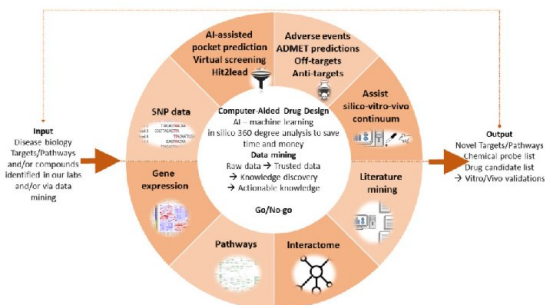 AI-assisted
pocket prediction
Virtual screening
Hit2lead
Adverse events
ADMET predictions
Off-targets
Anti-targets
SNP data
Assist
silico-vitro-vivo
continuum
Computer-Aided Drug Design
AI – machine learning
in silico 360 degree analysis to save
time and money
Data mining
Raw data → Trusted data
→ Knowledge discovery
→ Actionable knowledge
Go/No-go
Input
Disease biology
Targets/Pathways
and/or compounds
identified in our labs
and/or via data
mining
Output
Novel Targets/Pathways
Chemical probe list
Drug candidate list
→ Vitro/Vivo validations
Gene
expression
Literature
mining
Pathways
Interactome